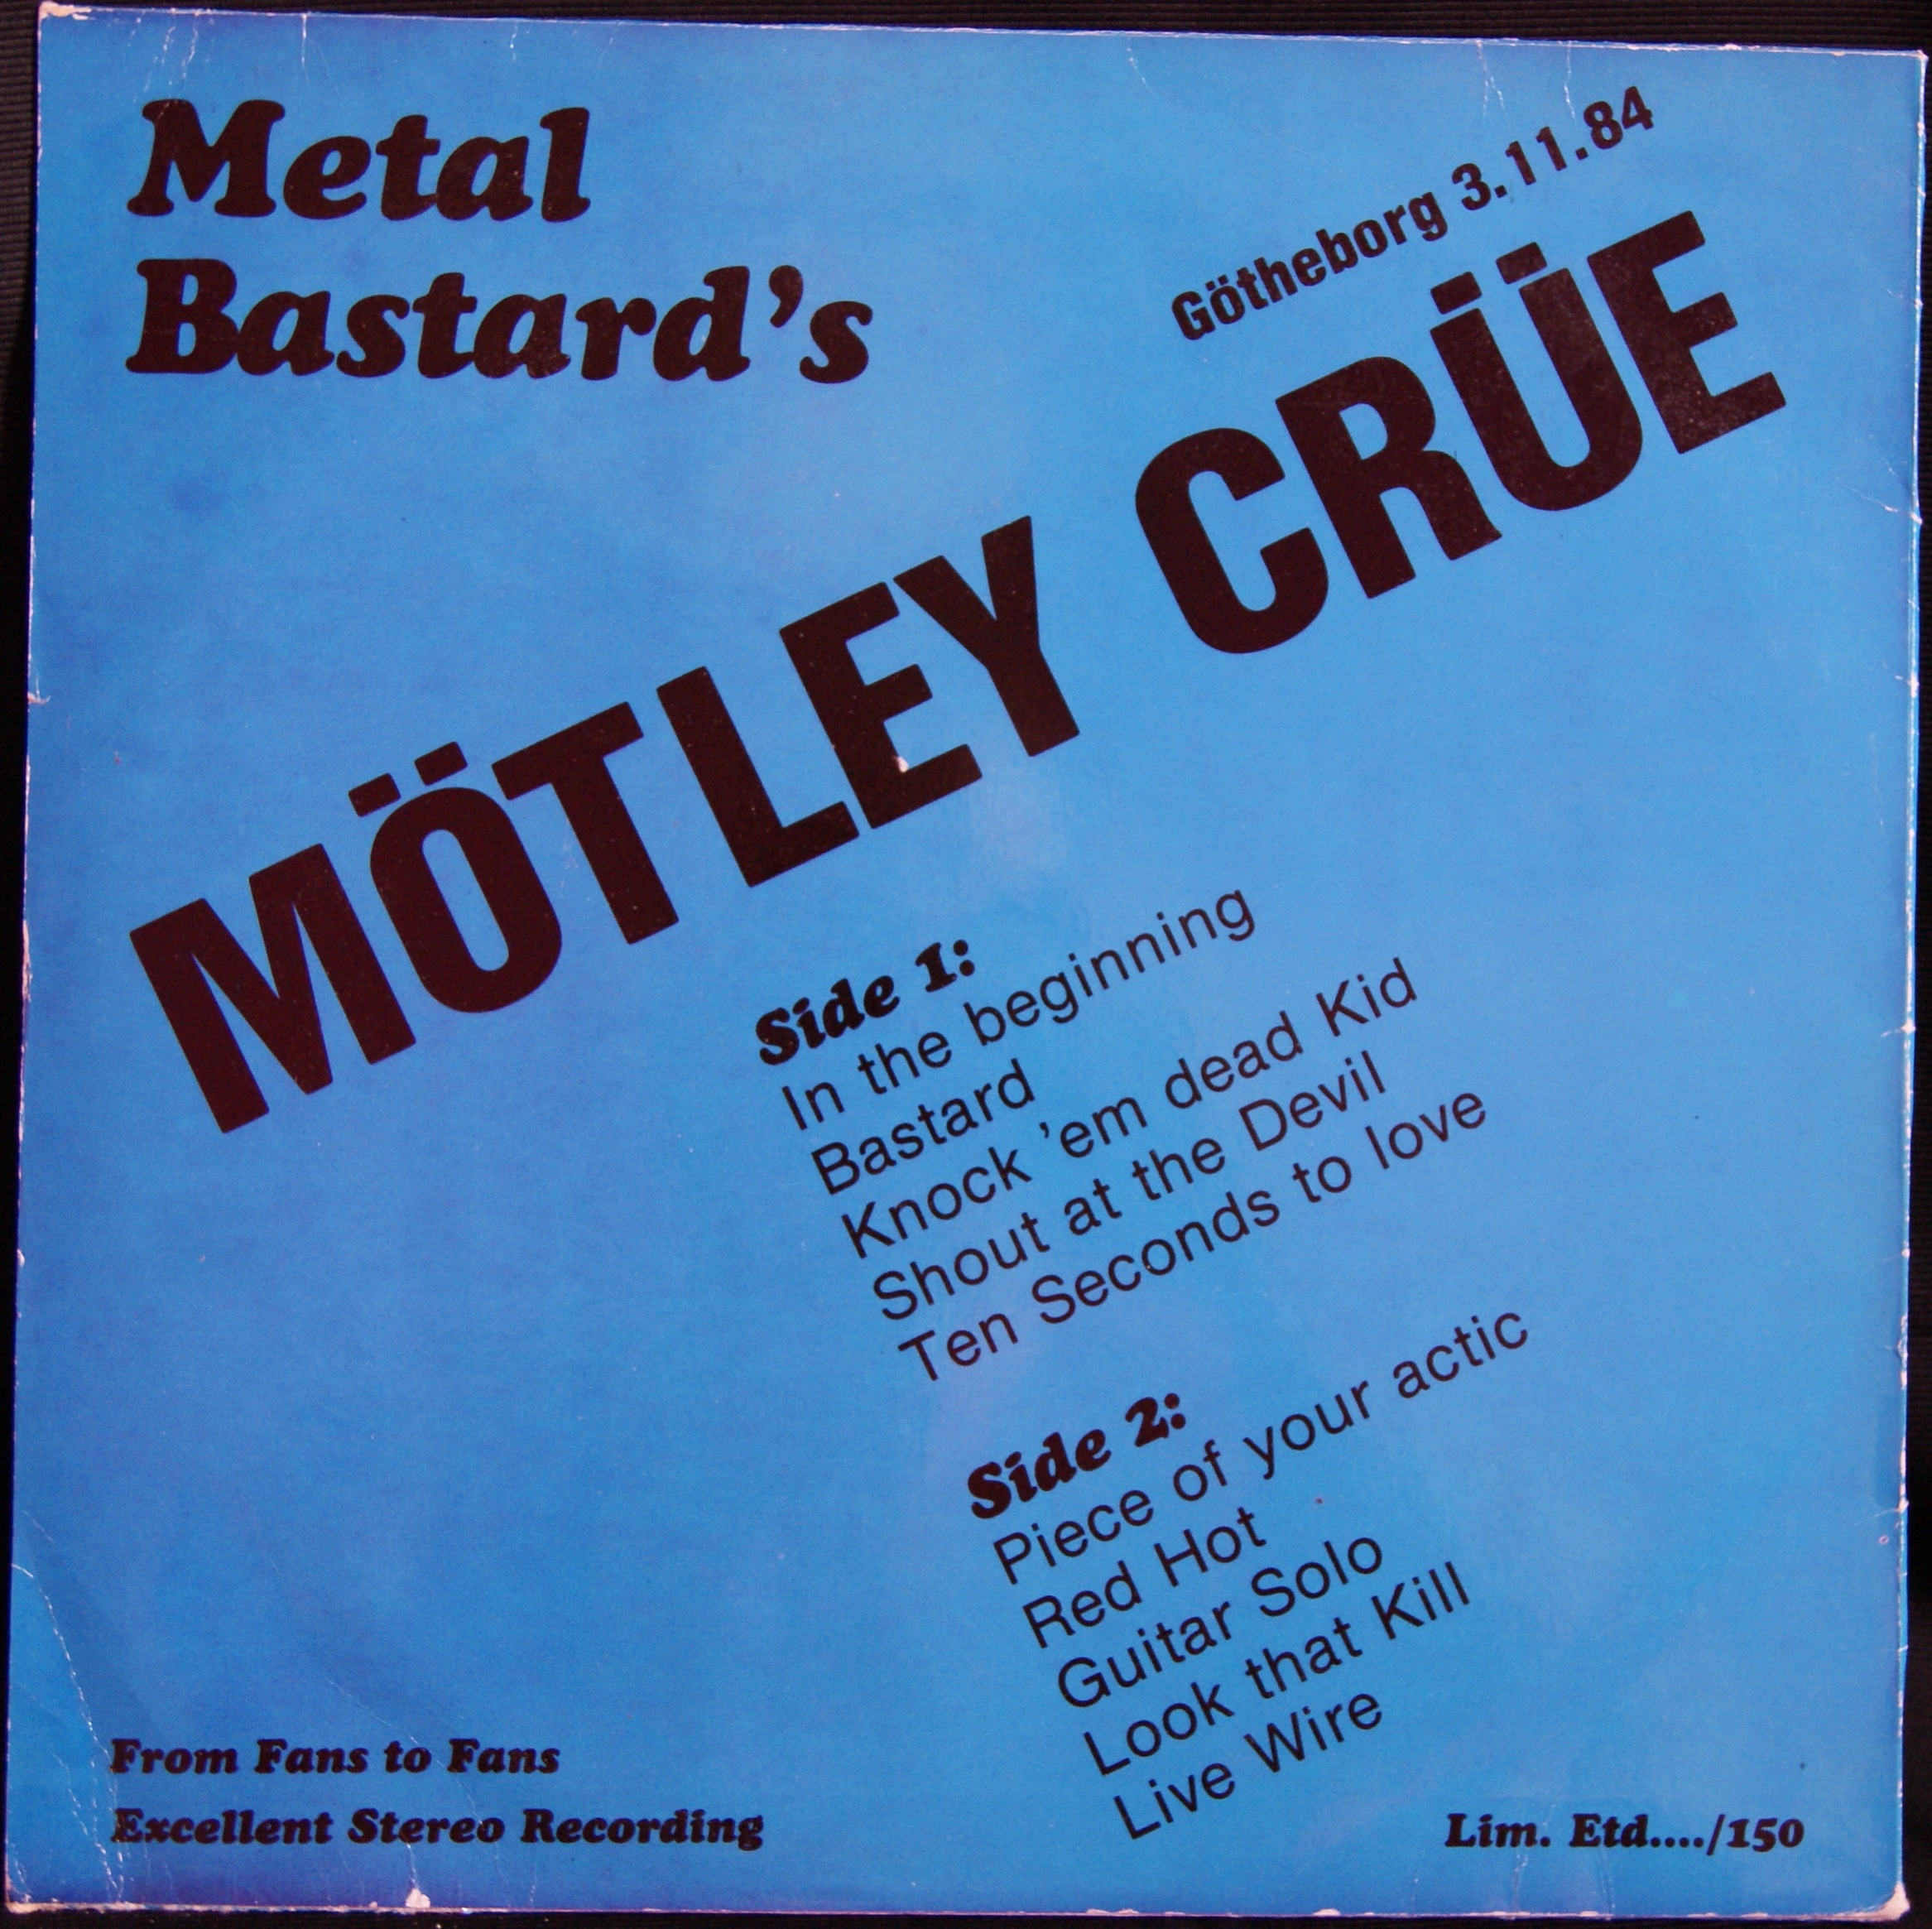 Metal
Bastard's
Götheborg 3.11.84
MÖTLEY CRÜE
Side 1:
In the beginning
Bastard
Knock 'em dead Kid
Shout at the Devil
Ten Seconds to love
Side 2:
Piece of your actic
Red Hot
Guitar Solo
Look that Kill
Live Wire
From Fans to Fans
Excellent Stereo Recording
Lim. Etd..../150